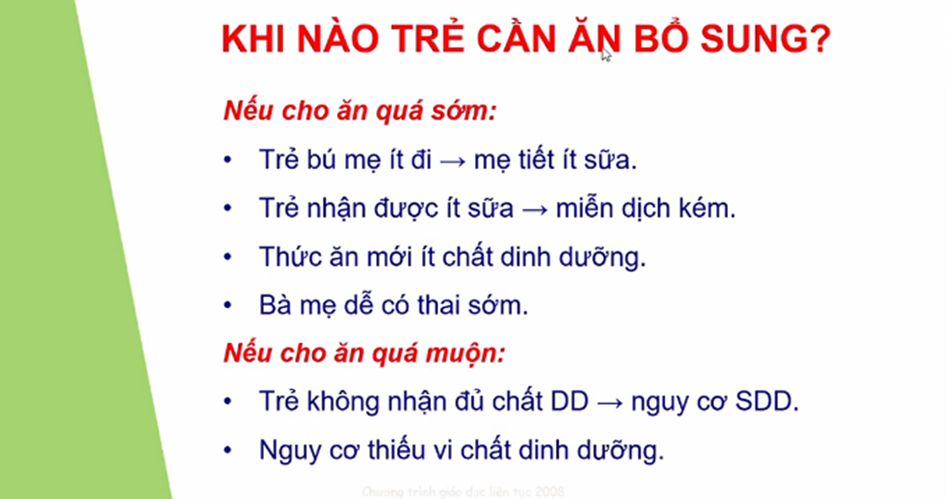 KHI NÀO TRẺ CẦN ĂN BỔ SUNG?
Nếu cho ăn quá sớm:
• Trẻ bú mẹ ít đi → mẹ tiết ít sữa.
• Trẻ nhận được ít sữa → miễn dịch kém.
• Thức ăn mới ít chất dinh dưỡng.
• Bà mẹ dễ có thai sớm.
Nếu cho ăn quá muộn:
• Trẻ không nhận đủ chất DD → nguy cơ SDD.
• Nguy cơ thiếu vi chất dinh dưỡng.
Chương trình giáo dục liên tục 2008